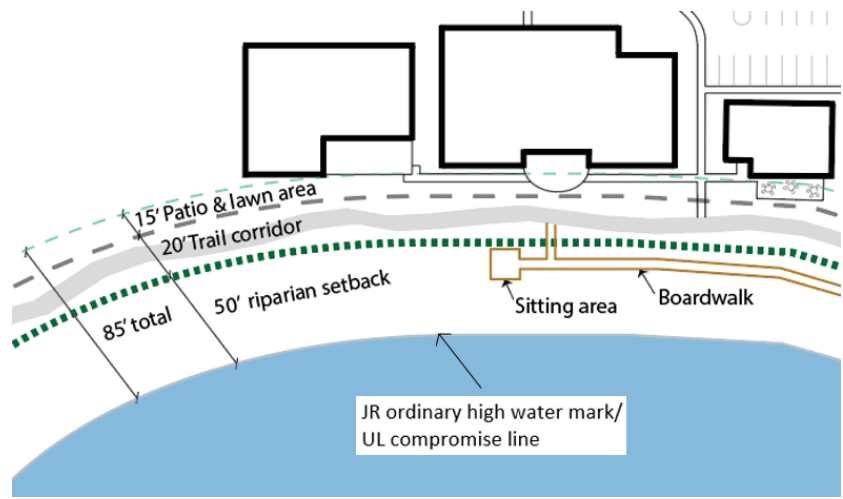 15' Patio & lawn area
20' Trail corridor
50' riparian setback
85' total
Sitting area
Boardwalk
JR ordinary high water mark/
UL compromise line